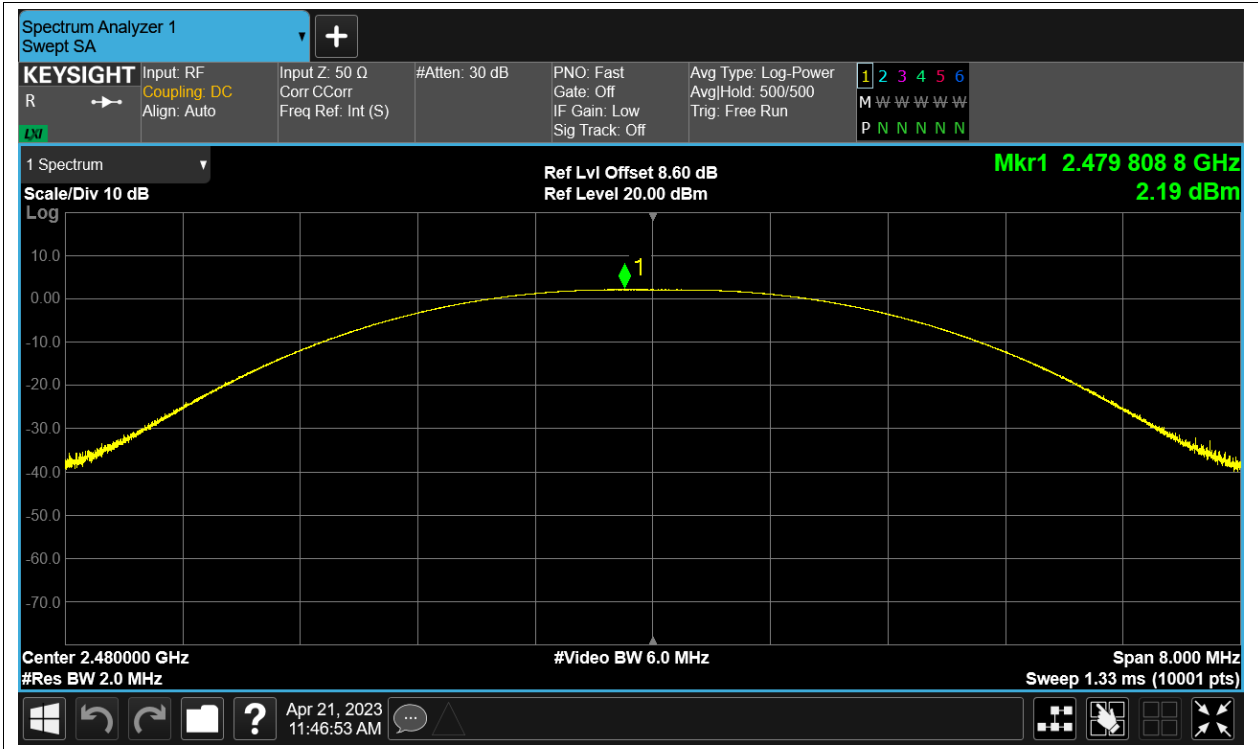 Spectrum Analyzer 1
Swept SA
+
KEYSIGHT
R
LXI
Input: RF
Coupling: DC
Align: Auto
Input Z: 50 Ω
Corr CCorr
Freq Ref: Int (S)
#Atten: 30 dB
PNO: Fast
Gate: Off
IF Gain: Low
Sig Track: Off
Avg Type: Log-Power
Avg|Hold: 500/500
Trig: Free Run
1 2 3 4 5 6
M W W W W W
P N N N N N
1 Spectrum
Scale/Div 10 dB
Log
Ref Lvl Offset 8.60 dB
Ref Level 20.00 dBm
Mkr1 2.479 808 8 GHz
2.19 dBm
1
10.0
0.00
-10.0
-20.0
-30.0
-40.0
-50.0
-60.0
-70.0
Center 2.480000 GHz
#Res BW 2.0 MHz
#Video BW 6.0 MHz
Span 8.000 MHz
Sweep 1.33 ms (10001 pts)
?
Apr 21, 2023
11:46:53 AM